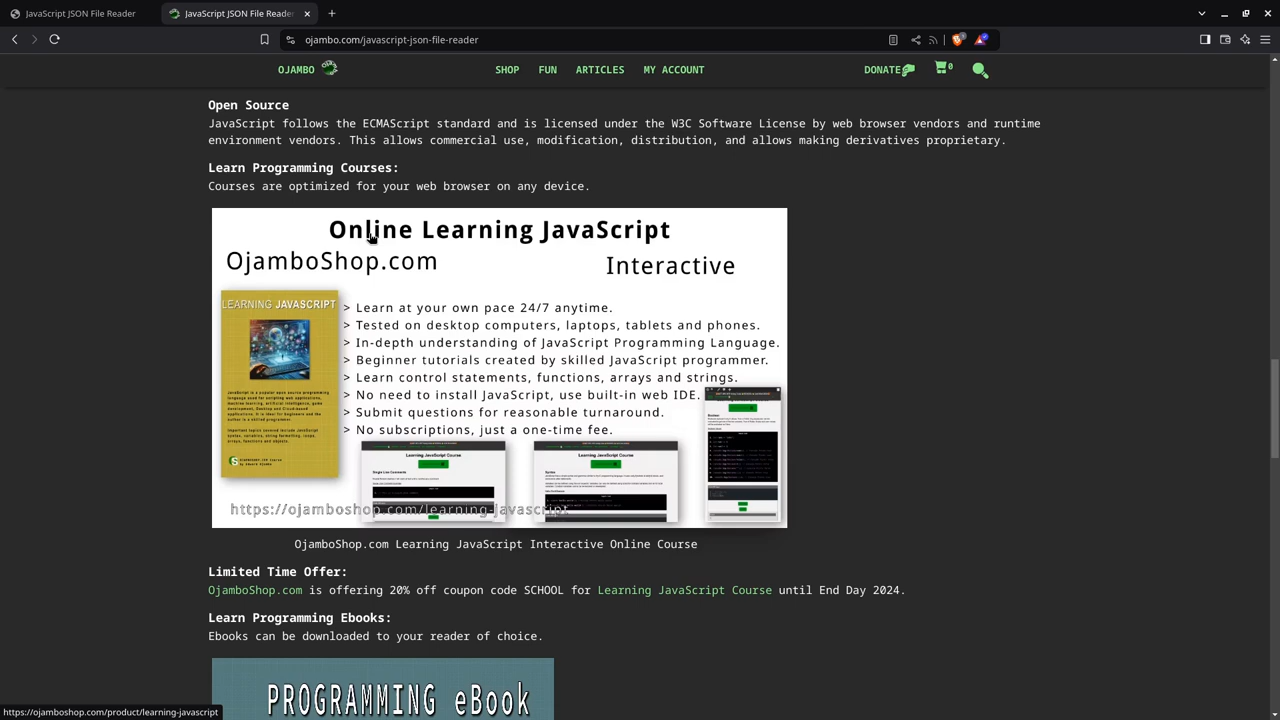 JavaScript JSON File Reader
JavaScript JSON File Reader
ojambo.com/javascript-json-file-reader
OJAMBO
SHOP FUN ARTICLES MY ACCOUNT
DONATE
0
Open Source
JavaScript follows the ECMAScript standard and is licensed under the W3C Software License by web browser vendors and runtime
environment vendors. This allows commercial use, modification, distribution, and allows making derivatives proprietary.
Learn Programming Courses:
Courses are optimized for your web browser on any device.
Online Learning JavaScript
OjamboShop.com
Interactive
LEARNING JAVASCRIPT
> Learn at your own pace 24/7 anytime.
> Tested on desktop computers, laptops, tablets and phones.
> In-depth understanding of JavaScript Programming Language.
> Beginner tutorials created by skilled JavaScript programmer.
> Learn control statements, functions, arrays and strings.
> No need to install JavaScript, use built-in web IDE.
> Submit questions for reasonable turnaround.
> No subscriptions, just a one-time fee.
Learning JavaScript Course
Learning JavaScript Course
https://ojamboshop.com/learning-javascript
OjamboShop.com Learning JavaScript Interactive Online Course
Limited Time Offer:
OjamboShop.com is offering 20% off coupon code SCHOOL for Learning JavaScript Course until End Day 2024.
Learn Programming Ebooks:
Ebooks can be downloaded to your reader of choice.
PROGRAMMING eBook
https://ojamboshop.com/product/learning-javascript